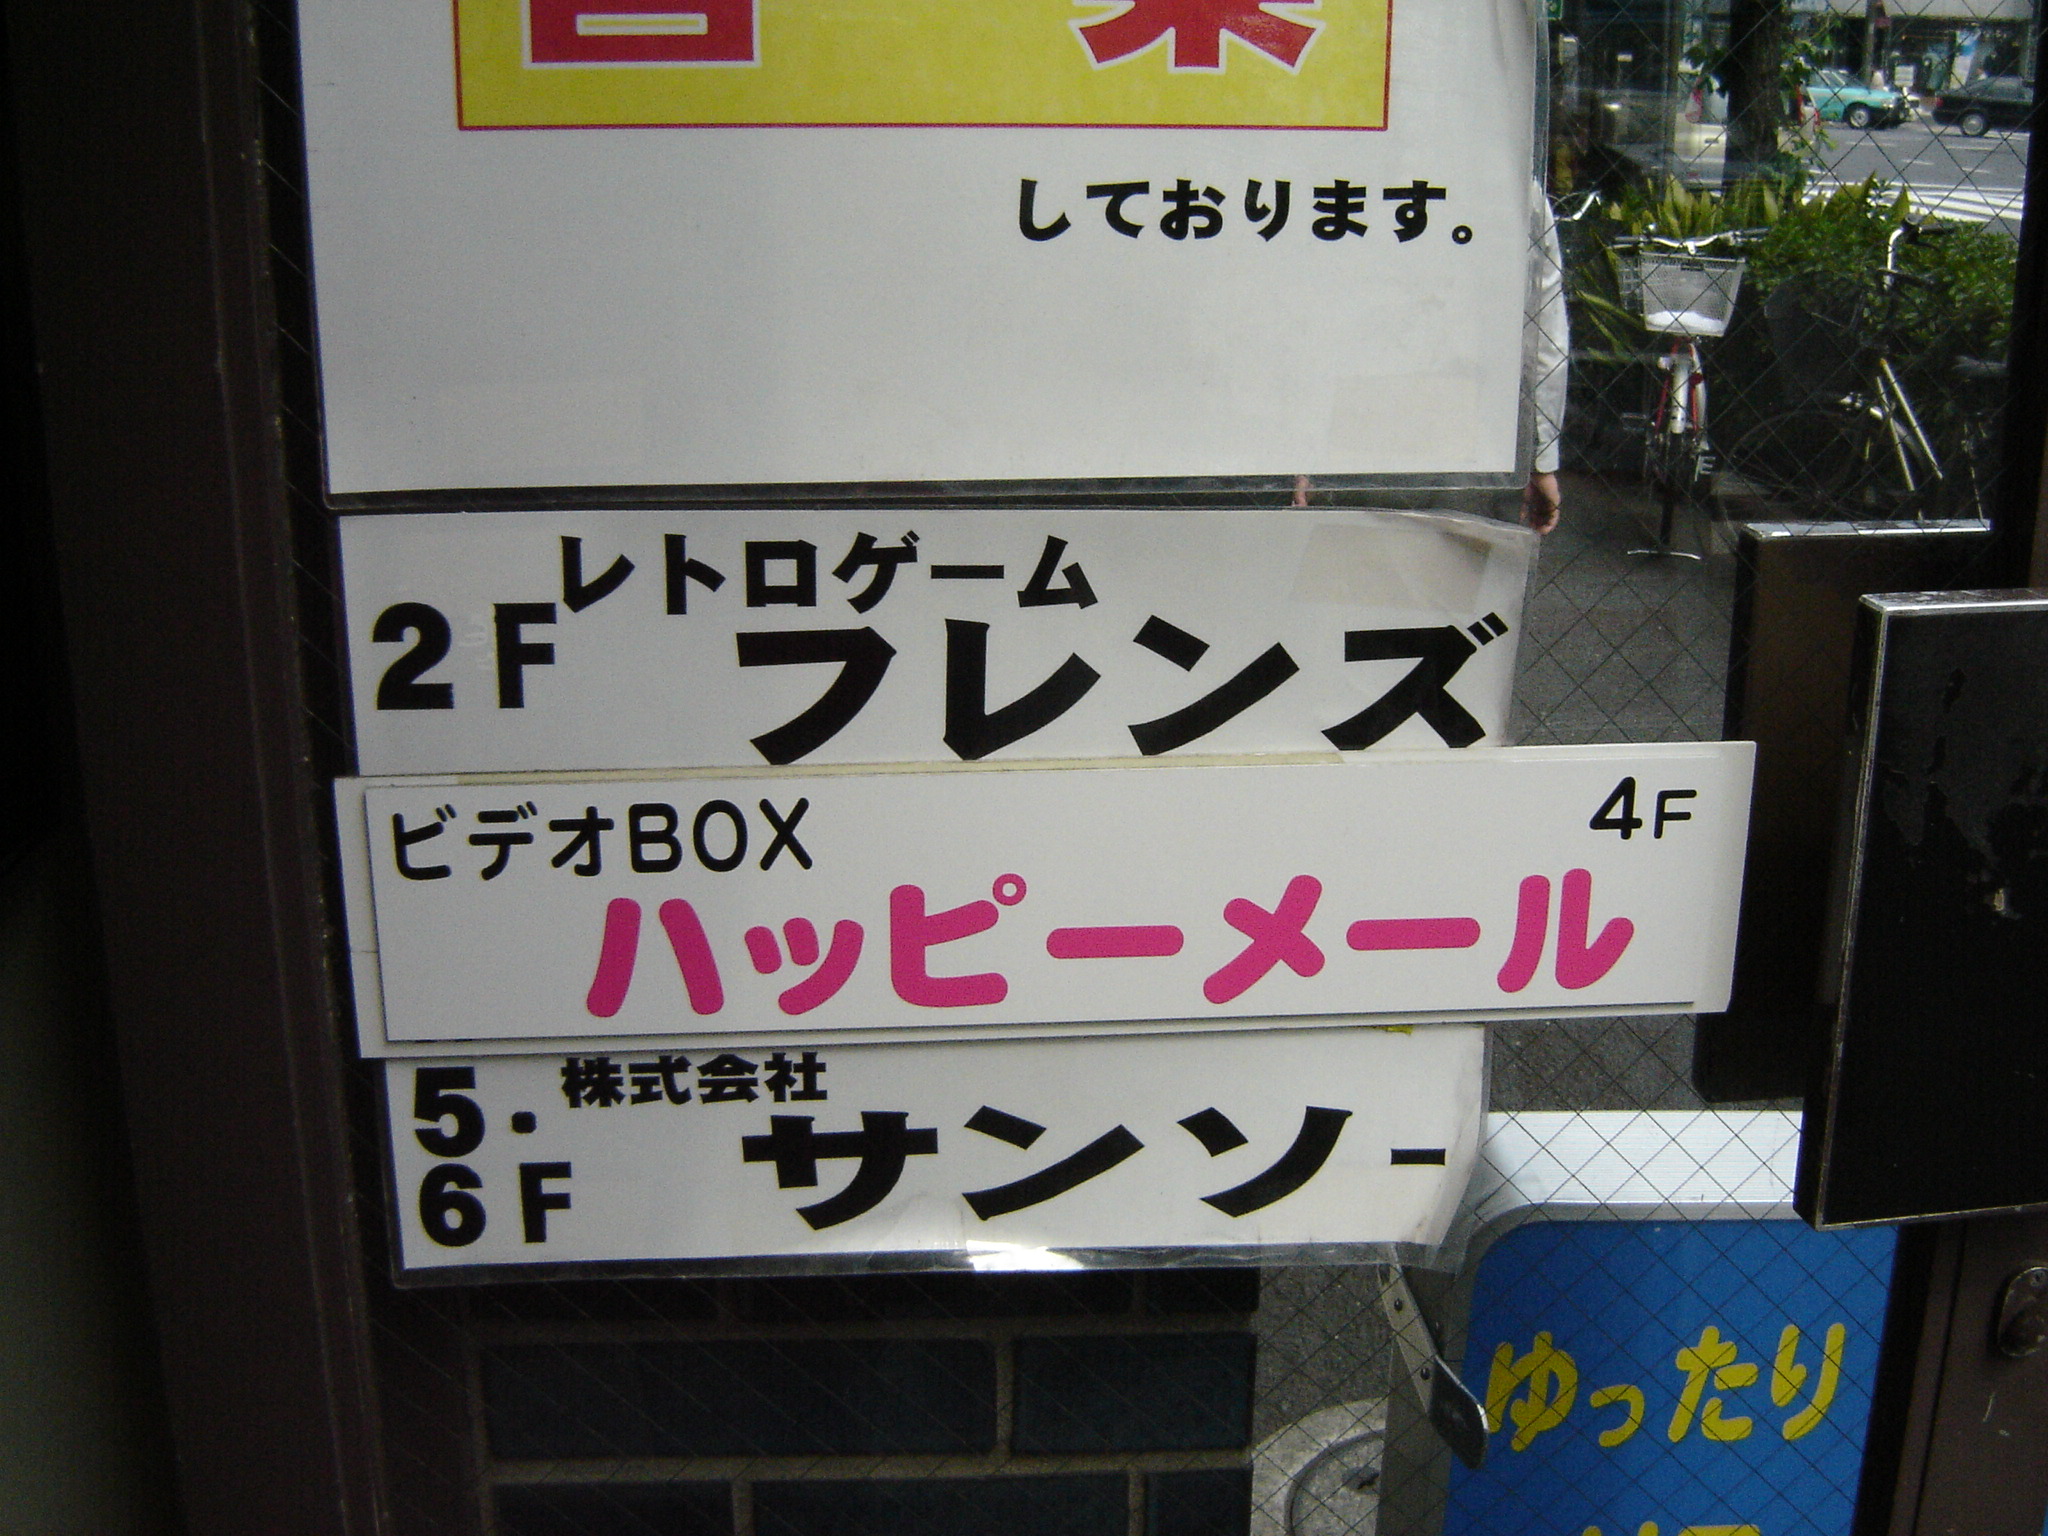 営業
しております。
レトロゲーム
2F フレンズ
ビデオBOX 4F
ハッピーメール
5. 株式会社
6F サンソー
ゆったり